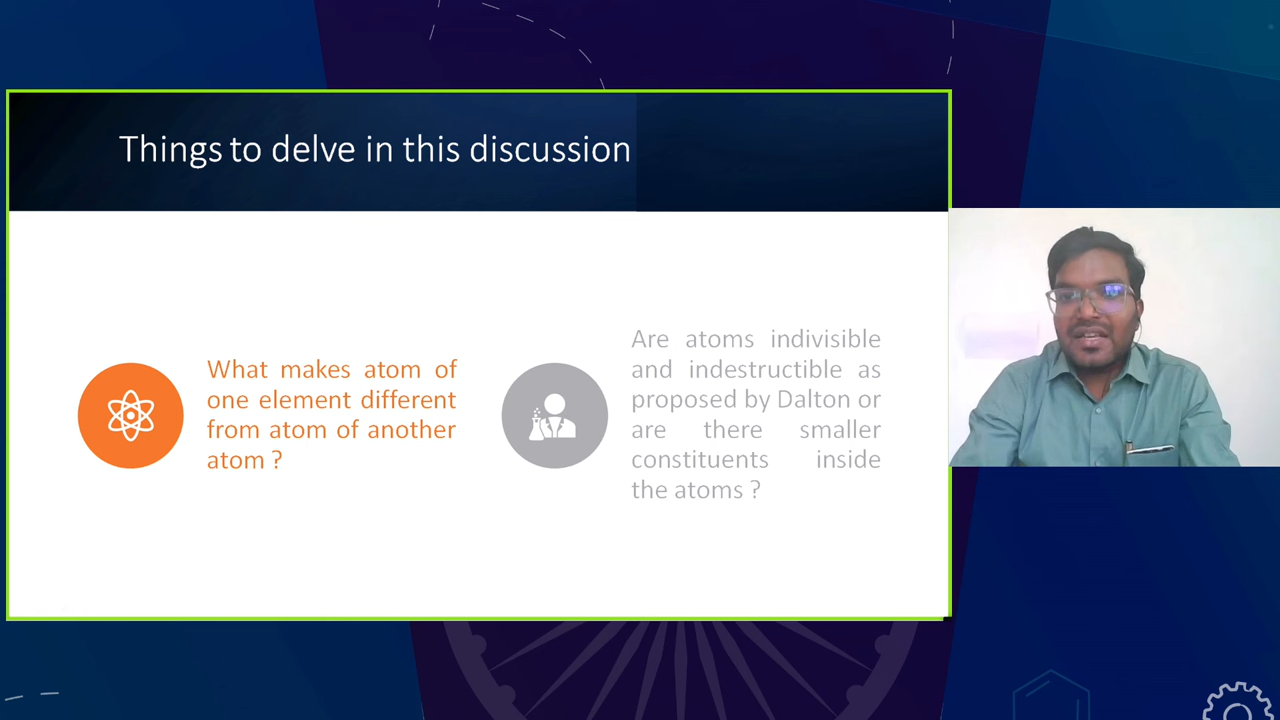 Things to delve in this discussion
What makes atom of
one element different
from atom of another
atom ?
Are atoms indivisible
and indestructible as
proposed by Dalton or
are there smaller
constituents inside
the atoms ?